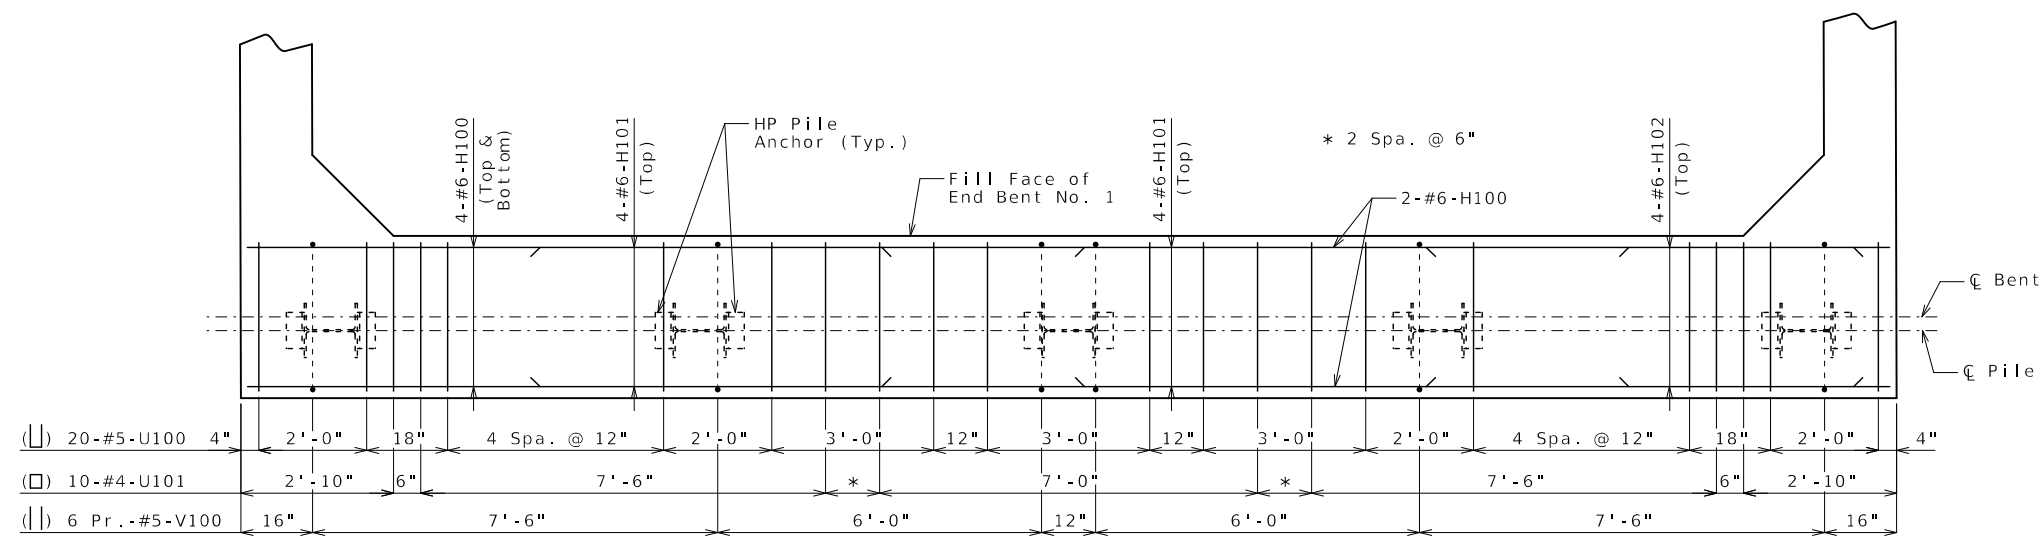 4-#6-H100
(Top &
Bottom)
4-#6-H101
(Top)
HP Pile
Anchor (Typ.)
Fill Face of
End Bent No. 1
4-#6-H101
(Top)
* 2 Spa. @ 6"
2-#6-H100
4-#6-H102
(Top)
℄ Bent
℄ Pile
20-#5-U100 4" 2'-0" 18" 4 Spa. @ 12" 2'-0" 3'-0" 12" 3'-0" 12" 3'-0" 2'-0" 4 Spa. @ 12" 18" 2'-0" 4"
10-#4-U101 2'-10" 6" 7'-6" * 7'-0" * 7'-6" 6" 2'-10"
6 Pr.-#5-V100 16" 7'-6" 6'-0" 12" 6'-0" 7'-6" 16"